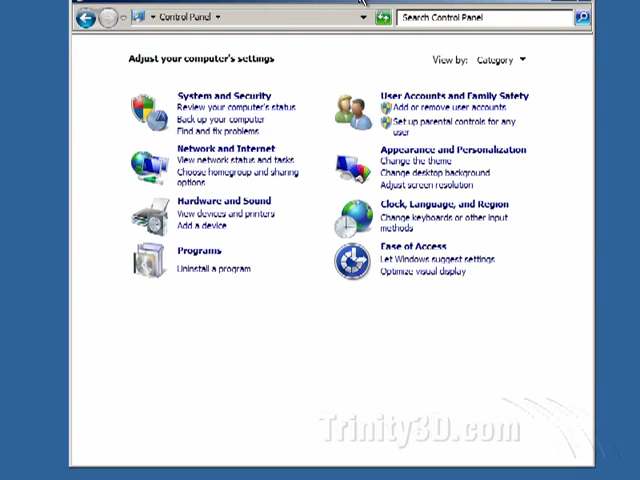 Control Panel
Search Control Panel
Adjust your computer's settings
View by: Category
System and Security
Review your computer's status
Back up your computer
Find and fix problems
Network and Internet
View network status and tasks
Choose homegroup and sharing
options
Hardware and Sound
View devices and printers
Add a device
Programs
Uninstall a program
User Accounts and Family Safety
Add or remove user accounts
Set up parental controls for any
user
Appearance and Personalization
Change the theme
Change desktop background
Adjust screen resolution
Clock, Language, and Region
Change keyboards or other input
methods
Ease of Access
Let Windows suggest settings
Optimize visual display
Trinity3D.com